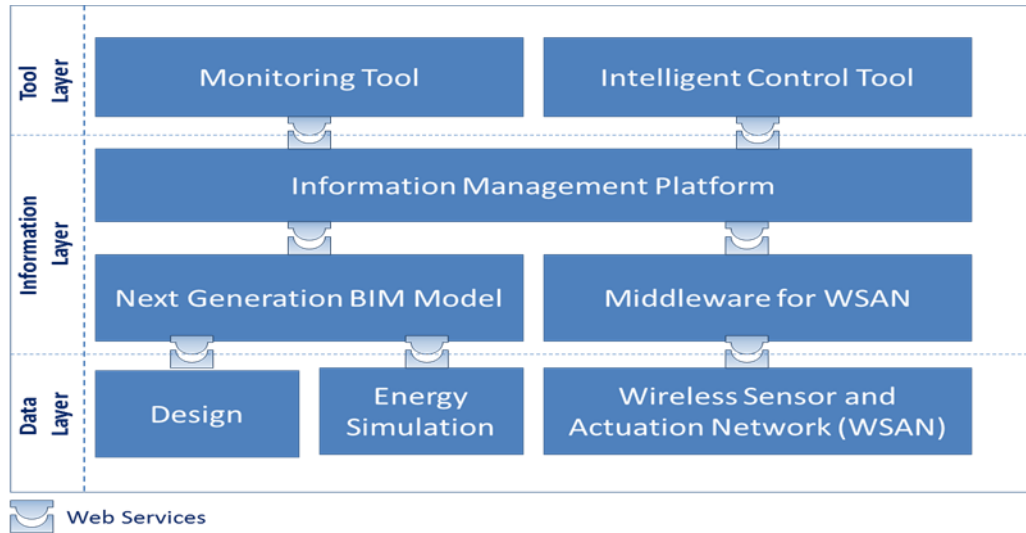 Tool
Layer
Monitoring Tool
Intelligent Control Tool
Information
Layer
Information Management Platform
Next Generation BIM Model
Middleware for WSAN
Data
Layer
Design
Energy
Simulation
Wireless Sensor and
Actuation Network (WSAN)
Web Services